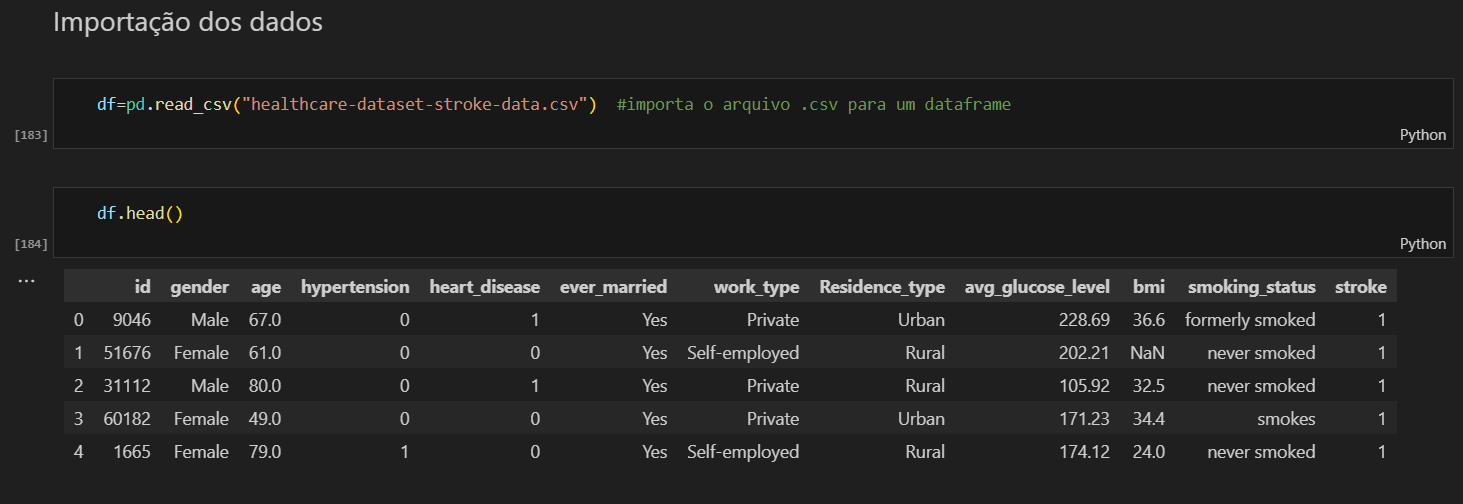 Importação dos dados
df=pd.read_csv("healthcare-dataset-stroke-data.csv")  #importa o arquivo .csv para um dataframe
[183]
Python
df.head()
[184]
Python
...
id gender age hypertension heart_disease ever_married work_type Residence_type avg_glucose_level bmi smoking_status stroke
0 9046 Male 67.0 0 1 Yes Private Urban 228.69 36.6 formerly smoked 1
1 51676 Female 61.0 0 0 Yes Self-employed Rural 202.21 NaN never smoked 1
2 31112 Male 80.0 0 1 Yes Private Rural 105.92 32.5 never smoked 1
3 60182 Female 49.0 0 0 Yes Private Urban 171.23 34.4 smokes 1
4 1665 Female 79.0 1 0 Yes Self-employed Rural 174.12 24.0 never smoked 1